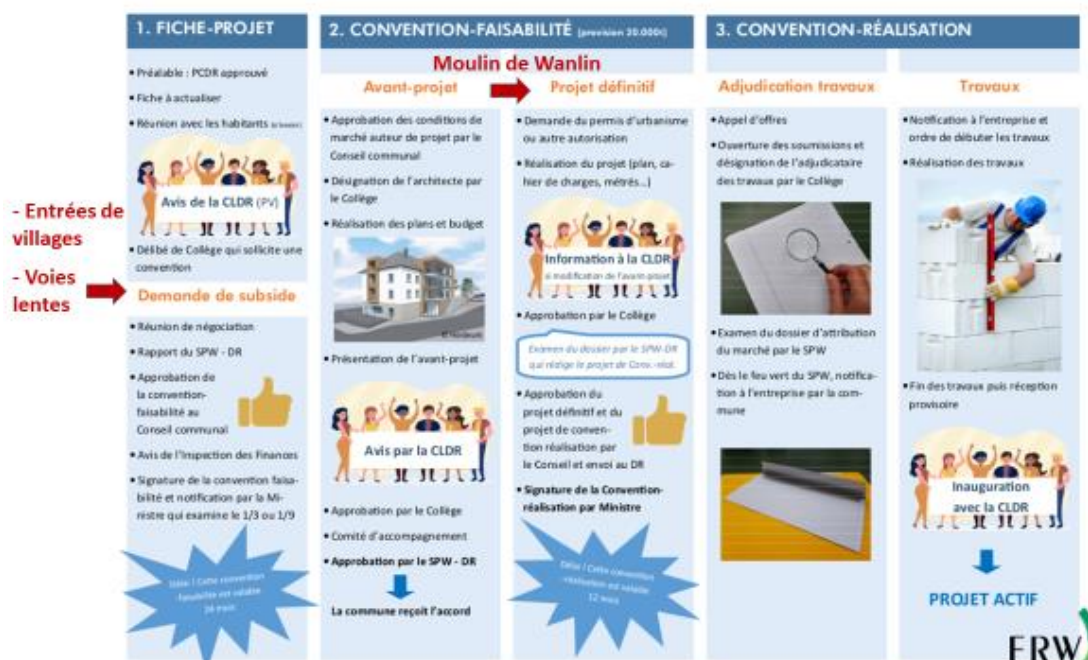 1. FICHE-PROJET
• Préalable : PCDR approuvé
• Fiche à actualiser
• Réunion avec les habitants
Avis de la CLDR (PV)
• Délibé de Collège qui sollicite une
convention
- Entrées de
villages
- Voies
lentes
Demande de subside
• Réunion de négociation
• Rapport du SPW - DR
• Approbation de
la convention-
faisabilité au
Conseil communal
• Avis de l'Inspection des Finances
• Signature de la convention faisa-
bilité et notification par la Mi-
nistre qui examine le 1/3 ou 1/9
Délai ! Cette convention
-faisabilité est valable
24 mois
2. CONVENTION-FAISABILITÉ (provision 20.000€)
Moulin de Wanlin
Avant-projet
• Approbation des conditions de
marché auteur de projet par le
Conseil communal
• Désignation de l'architecte par
le Collège
• Réalisation des plans et budget
• Présentation de l'avant-projet
Avis par la CLDR
• Approbation par le Collège
• Comité d'accompagnement
• Approbation par le SPW - DR
La commune reçoit l'accord
Projet définitif
• Demande du permis d'urbanisme
ou autre autorisation
• Réalisation du projet (plan, ca-
hier de charges, métrés...)
Information à la CLDR
si modification de l'avant-projet
• Approbation par le Collège
Examen du dossier par le SPW-DR
qui rédige le projet de Conv.-réal.
• Approbation du
projet définitif et du
projet de conven-
tion réalisation par
le Conseil et envoi au DR
• Signature de la Convention-
réalisation par Ministre
Délai ! Cette convention
-réalisation est valable
12 mois
3. CONVENTION-RÉALISATION
Adjudication travaux
• Appel d'offres
• Ouverture des soumissions et
désignation de l'adjudicataire
des travaux par le Collège
• Examen du dossier d'attribution
du marché par le SPW
• Dès le feu vert du SPW, notifica-
tion à l'entreprise par la com-
mune
Travaux
• Notification à l'entreprise et
ordre de débuter les travaux
• Réalisation des travaux
• Fin des travaux puis réception
provisoire
Inauguration
avec la CLDR
PROJET ACTIF
FRW